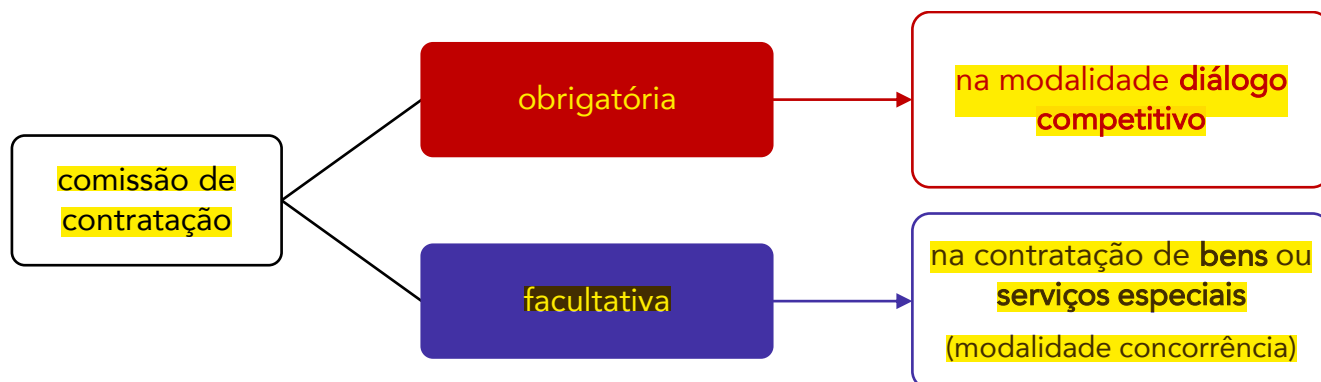 comissão de
contratação
obrigatória
na modalidade diálogo
competitivo
facultativa
na contratação de bens ou
serviços especiais
(modalidade concorrência)